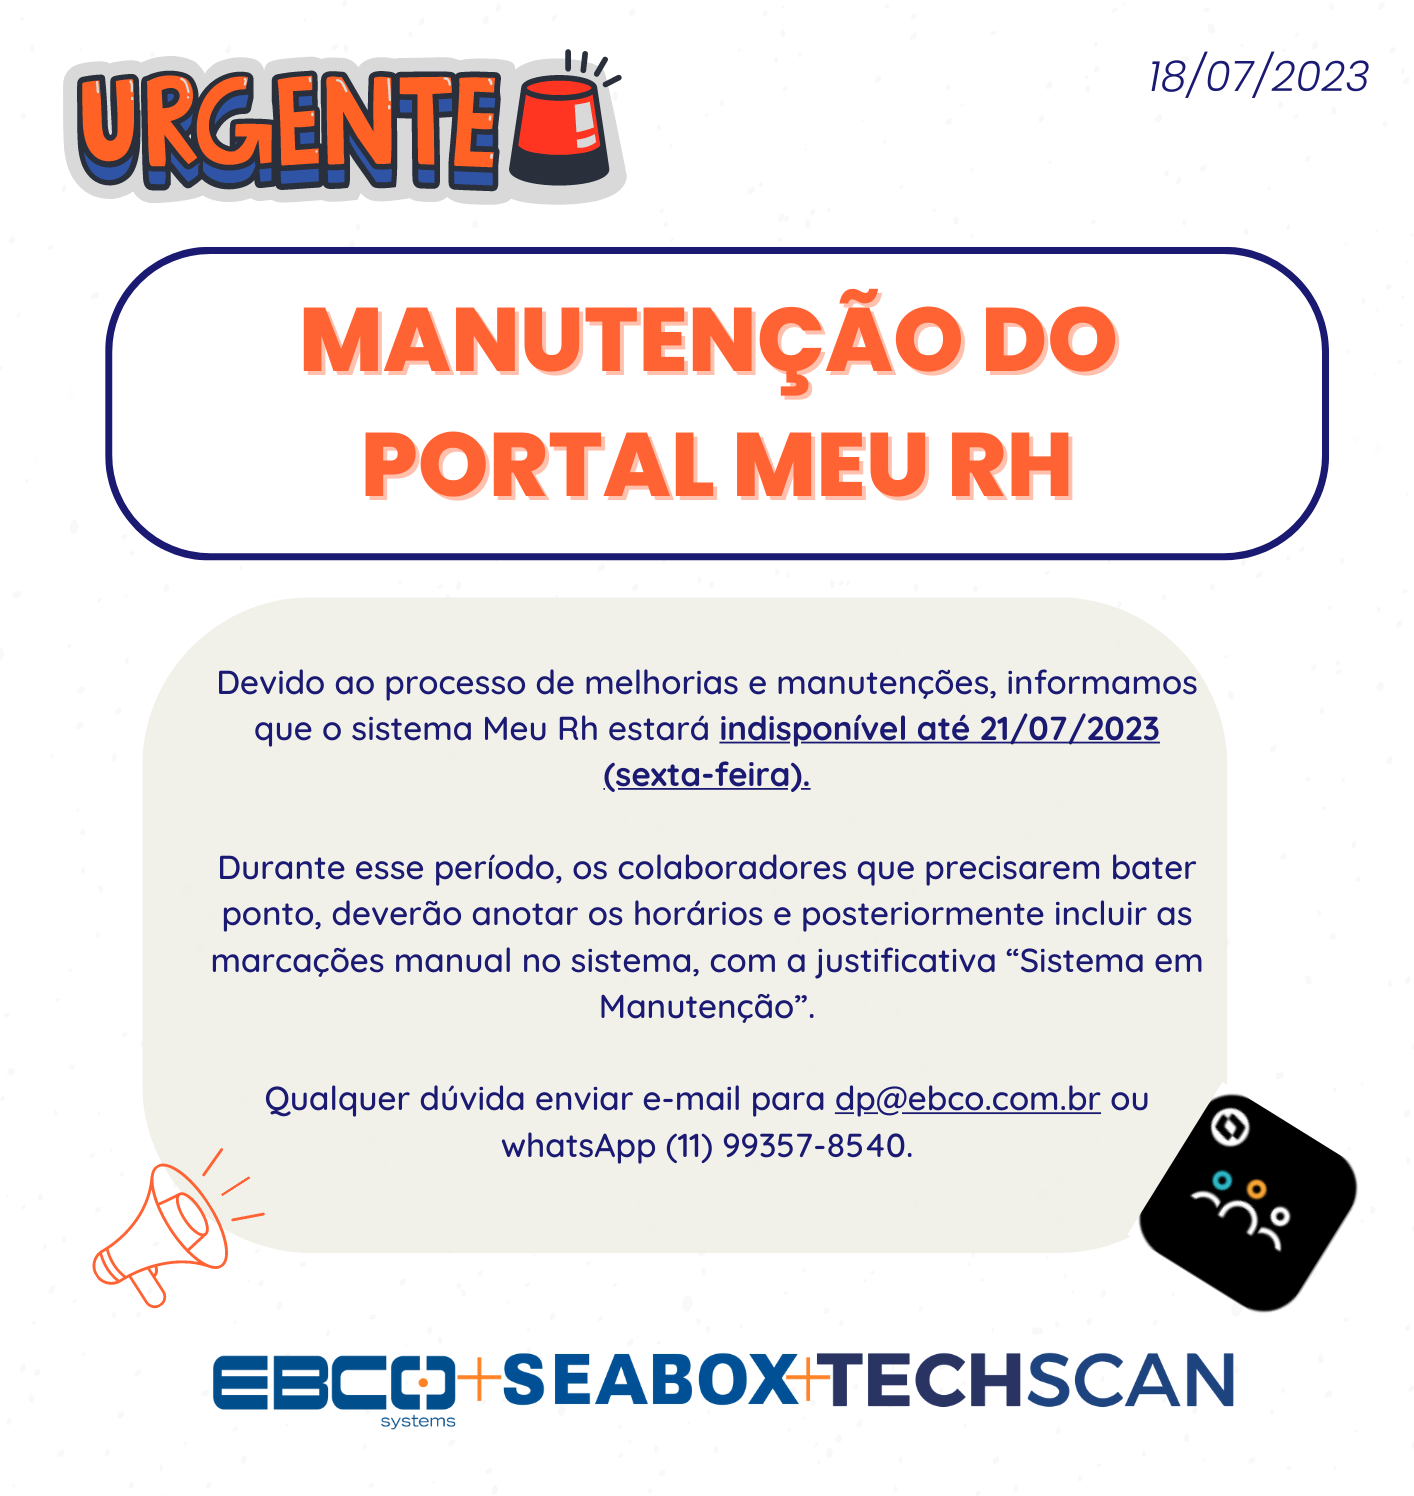 URGENTE
18/07/2023
MANUTENÇÃO DO
PORTAL MEU RH
Devido ao processo de melhorias e manutenções, informamos
que o sistema Meu Rh estará indisponível até 21/07/2023
(sexta-feira).
Durante esse período, os colaboradores que precisarem bater
ponto, deverão anotar os horários e posteriormente incluir as
marcações manual no sistema, com a justificativa “Sistema em
Manutenção”.
Qualquer dúvida enviar e-mail para dp@ebco.com.br ou
whatsApp (11) 99357-8540.
EBCO+SEABOX+TECHSCAN
systems